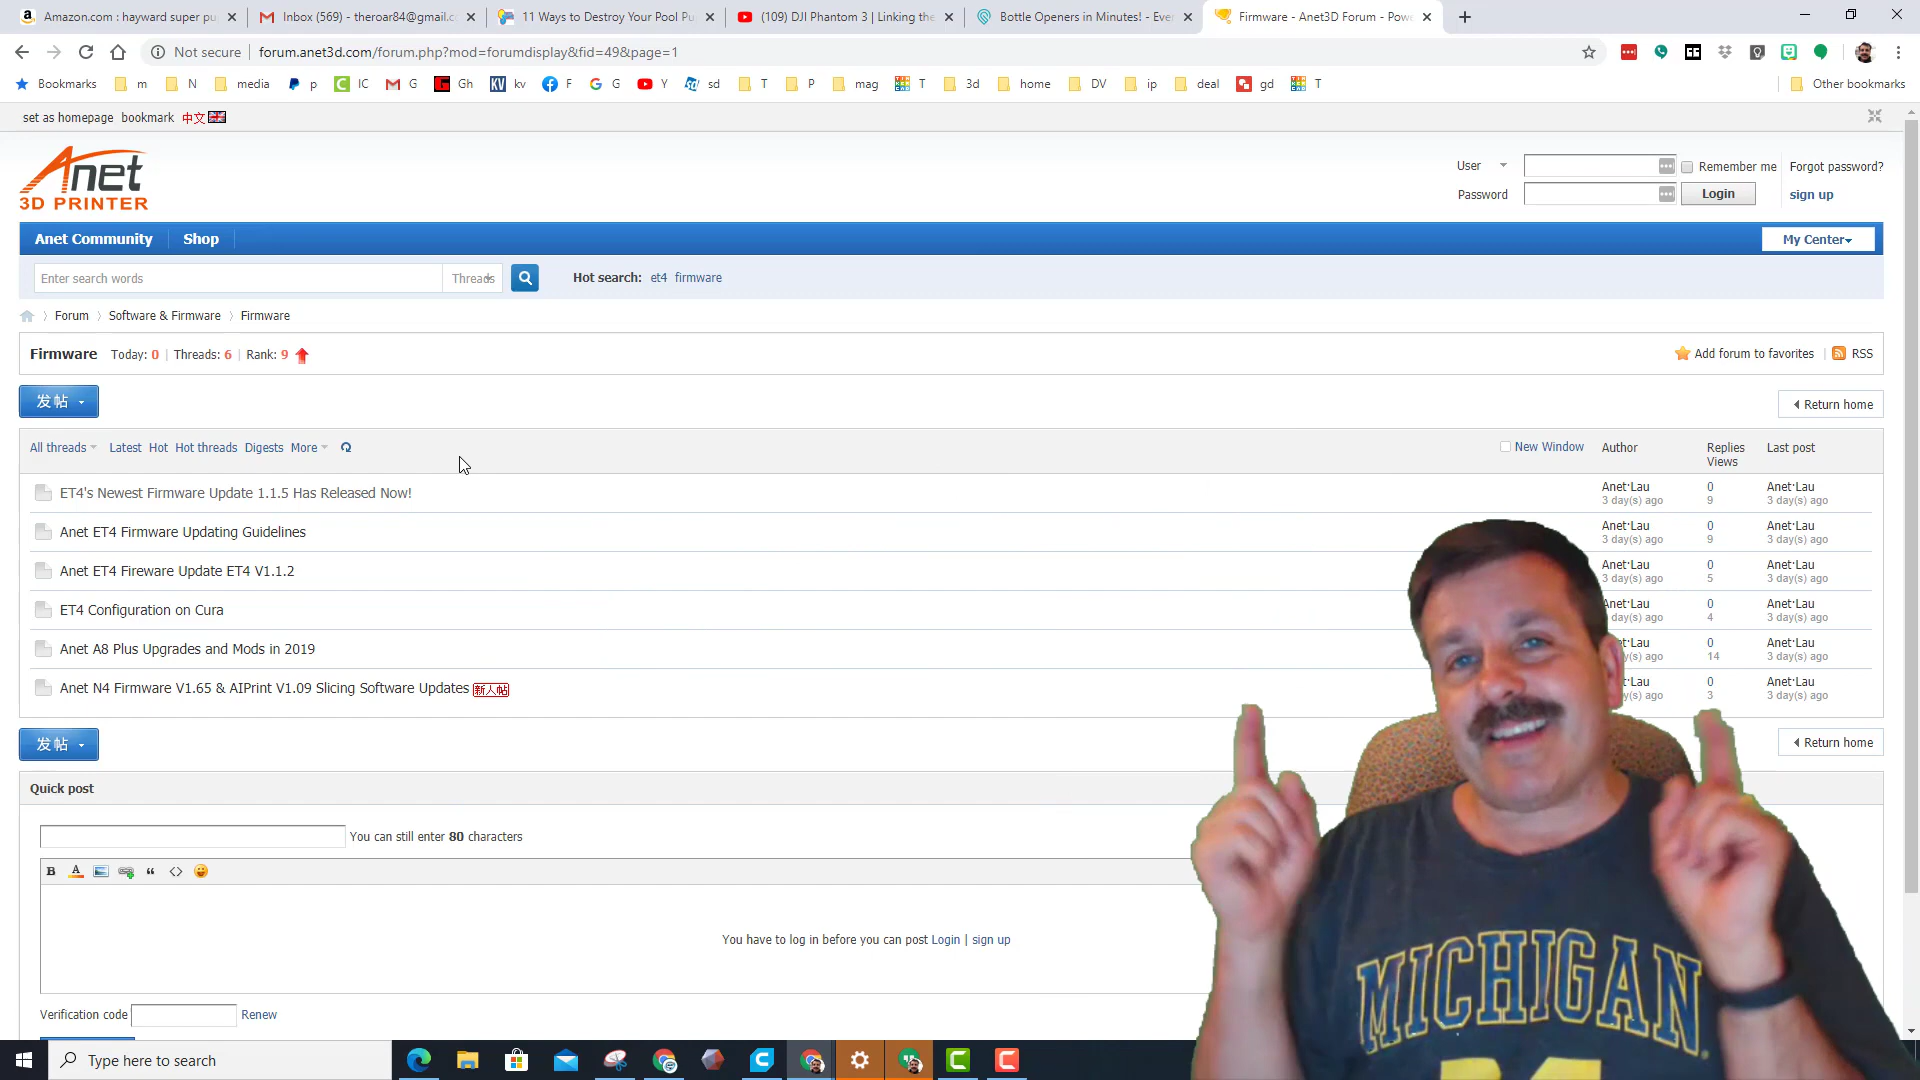 Amazon.com : hayward super pu
Inbox (569) - theroar84@gmail.c
11 Ways to Destroy Your Pool Pu
(109) DJI Phantom 3 | Linking the
Bottle Openers in Minutes! - Eve
Firmware - Anet3D Forum - Pow
Not secure forum.anet3d.com/forum.php?mod=forumdisplay&fid=49&page=1
Bookmarks m N media p IC G Gh kv F G Y sd T P mag T 3d home DV ip deal gd T Other bookmarks
set as homepage bookmark 中文
Anet
3D PRINTER
User Remember me Forgot password?
Password Login sign up
Anet Community Shop My Center
Enter search words Threads Hot search: et4 firmware
Forum Software & Firmware Firmware
Firmware Today: 0 Threads: 6 Rank: 9 Add forum to favorites RSS
发帖 Return home
All threads Latest Hot Hot threads Digests More New Window Author Replies Last post
Views
ET4's Newest Firmware Update 1.1.5 Has Released Now! Anet·Lau 0 Anet·Lau
3 day(s) ago 9 3 day(s) ago
Anet ET4 Firmware Updating Guidelines Anet·Lau 0 Anet·Lau
3 day(s) ago 9 3 day(s) ago
Anet ET4 Fireware Update ET4 V1.1.2 Anet·Lau 0 Anet·Lau
3 day(s) ago 5 3 day(s) ago
ET4 Configuration on Cura Anet·Lau 0 Anet·Lau
day(s) ago 4 3 day(s) ago
Anet A8 Plus Upgrades and Mods in 2019 et·Lau 0 Anet·Lau
y(s) ago 14 3 day(s) ago
Anet N4 Firmware V1.65 & AIPrint V1.09 Slicing Software Updates 新人帖 t·Lau 0 Anet·Lau
y(s) ago 3 3 day(s) ago
发帖 Return home
Quick post
You can still enter 80 characters
B A
You have to log in before you can post Login | sign up
Verification code Renew
MICHIGAN
Type here to search